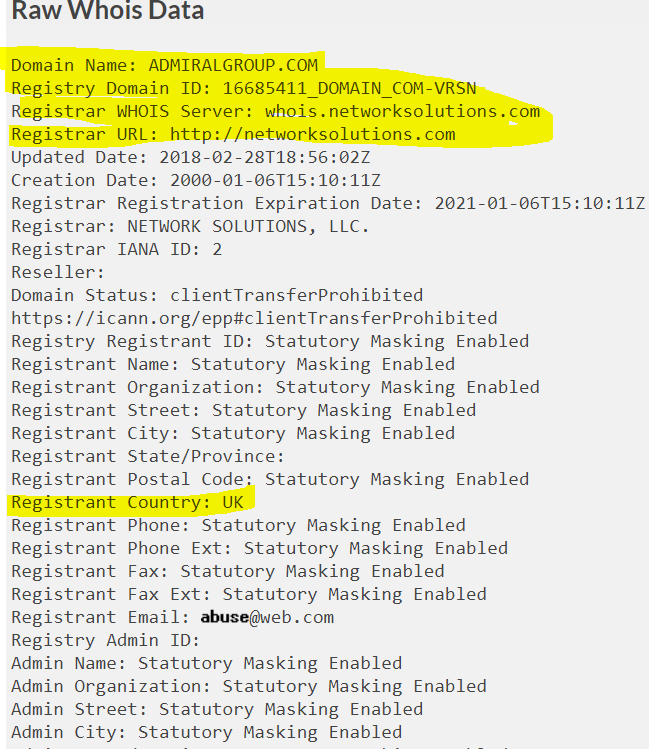 Raw Whois Data
Domain Name: ADMIRALGROUP.COM
Registry Domain ID: 16685411_DOMAIN_COM-VRSN
Registrar WHOIS Server: whois.networksolutions.com
Registrar URL: http://networksolutions.com
Updated Date: 2018-02-28T18:56:02Z
Creation Date: 2000-01-06T15:10:11Z
Registrar Registration Expiration Date: 2021-01-06T15:10:11Z
Registrar: NETWORK SOLUTIONS, LLC.
Registrar IANA ID: 2
Reseller:
Domain Status: clientTransferProhibited
https://icann.org/epp#clientTransferProhibited
Registry Registrant ID: Statutory Masking Enabled
Registrant Name: Statutory Masking Enabled
Registrant Organization: Statutory Masking Enabled
Registrant Street: Statutory Masking Enabled
Registrant City: Statutory Masking Enabled
Registrant State/Province:
Registrant Postal Code: Statutory Masking Enabled
Registrant Country: UK
Registrant Phone: Statutory Masking Enabled
Registrant Phone Ext: Statutory Masking Enabled
Registrant Fax: Statutory Masking Enabled
Registrant Fax Ext: Statutory Masking Enabled
Registrant Email: abuse@web.com
Registry Admin ID:
Admin Name: Statutory Masking Enabled
Admin Organization: Statutory Masking Enabled
Admin Street: Statutory Masking Enabled
Admin City: Statutory Masking Enabled